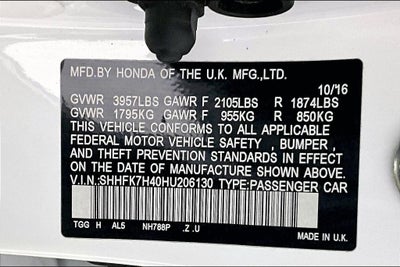 MFD.BY HONDA OF THE U.K. MFG.,LTD.
10/16
GVWR 3957LBS GAWR F 2105LBS R 1874LBS
GVWR 1795KG GAWR F 955KG R 850KG
THIS VEHICLE CONFORMS TO ALL APPLICABLE
FEDERAL MOTOR VEHICLE SAFETY , BUMPER ,
AND THEFT PREVENTION STANDARDS IN EFFECT
ON THE DATE OF MANUFACTURE SHOWN ABOVE.
V.I.N.:SHHFK7H40HU206130 TYPE:PASSENGER CAR
TGG H AL5 NH788P .Z .U
MADE IN U.K.